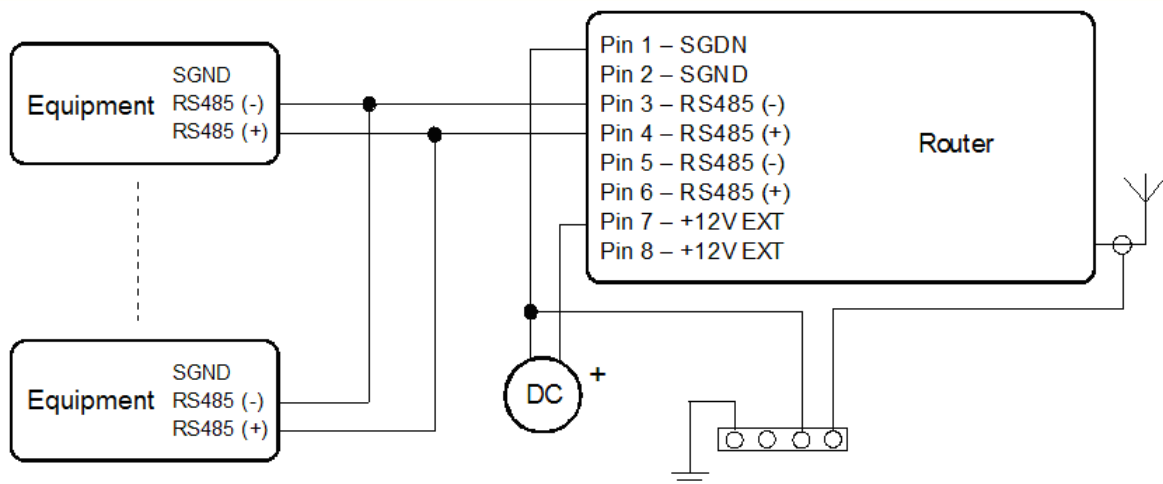 Equipment
SGND
RS485 (-)
RS485 (+)
Pin 1 – SGDN
Pin 2 – SGND
Pin 3 – RS485 (-)
Pin 4 – RS485 (+)
Pin 5 – RS485 (-)
Pin 6 – RS485 (+)
Pin 7 – +12V EXT
Pin 8 – +12V EXT
Router
Equipment
SGND
RS485 (-)
RS485 (+)
DC
+